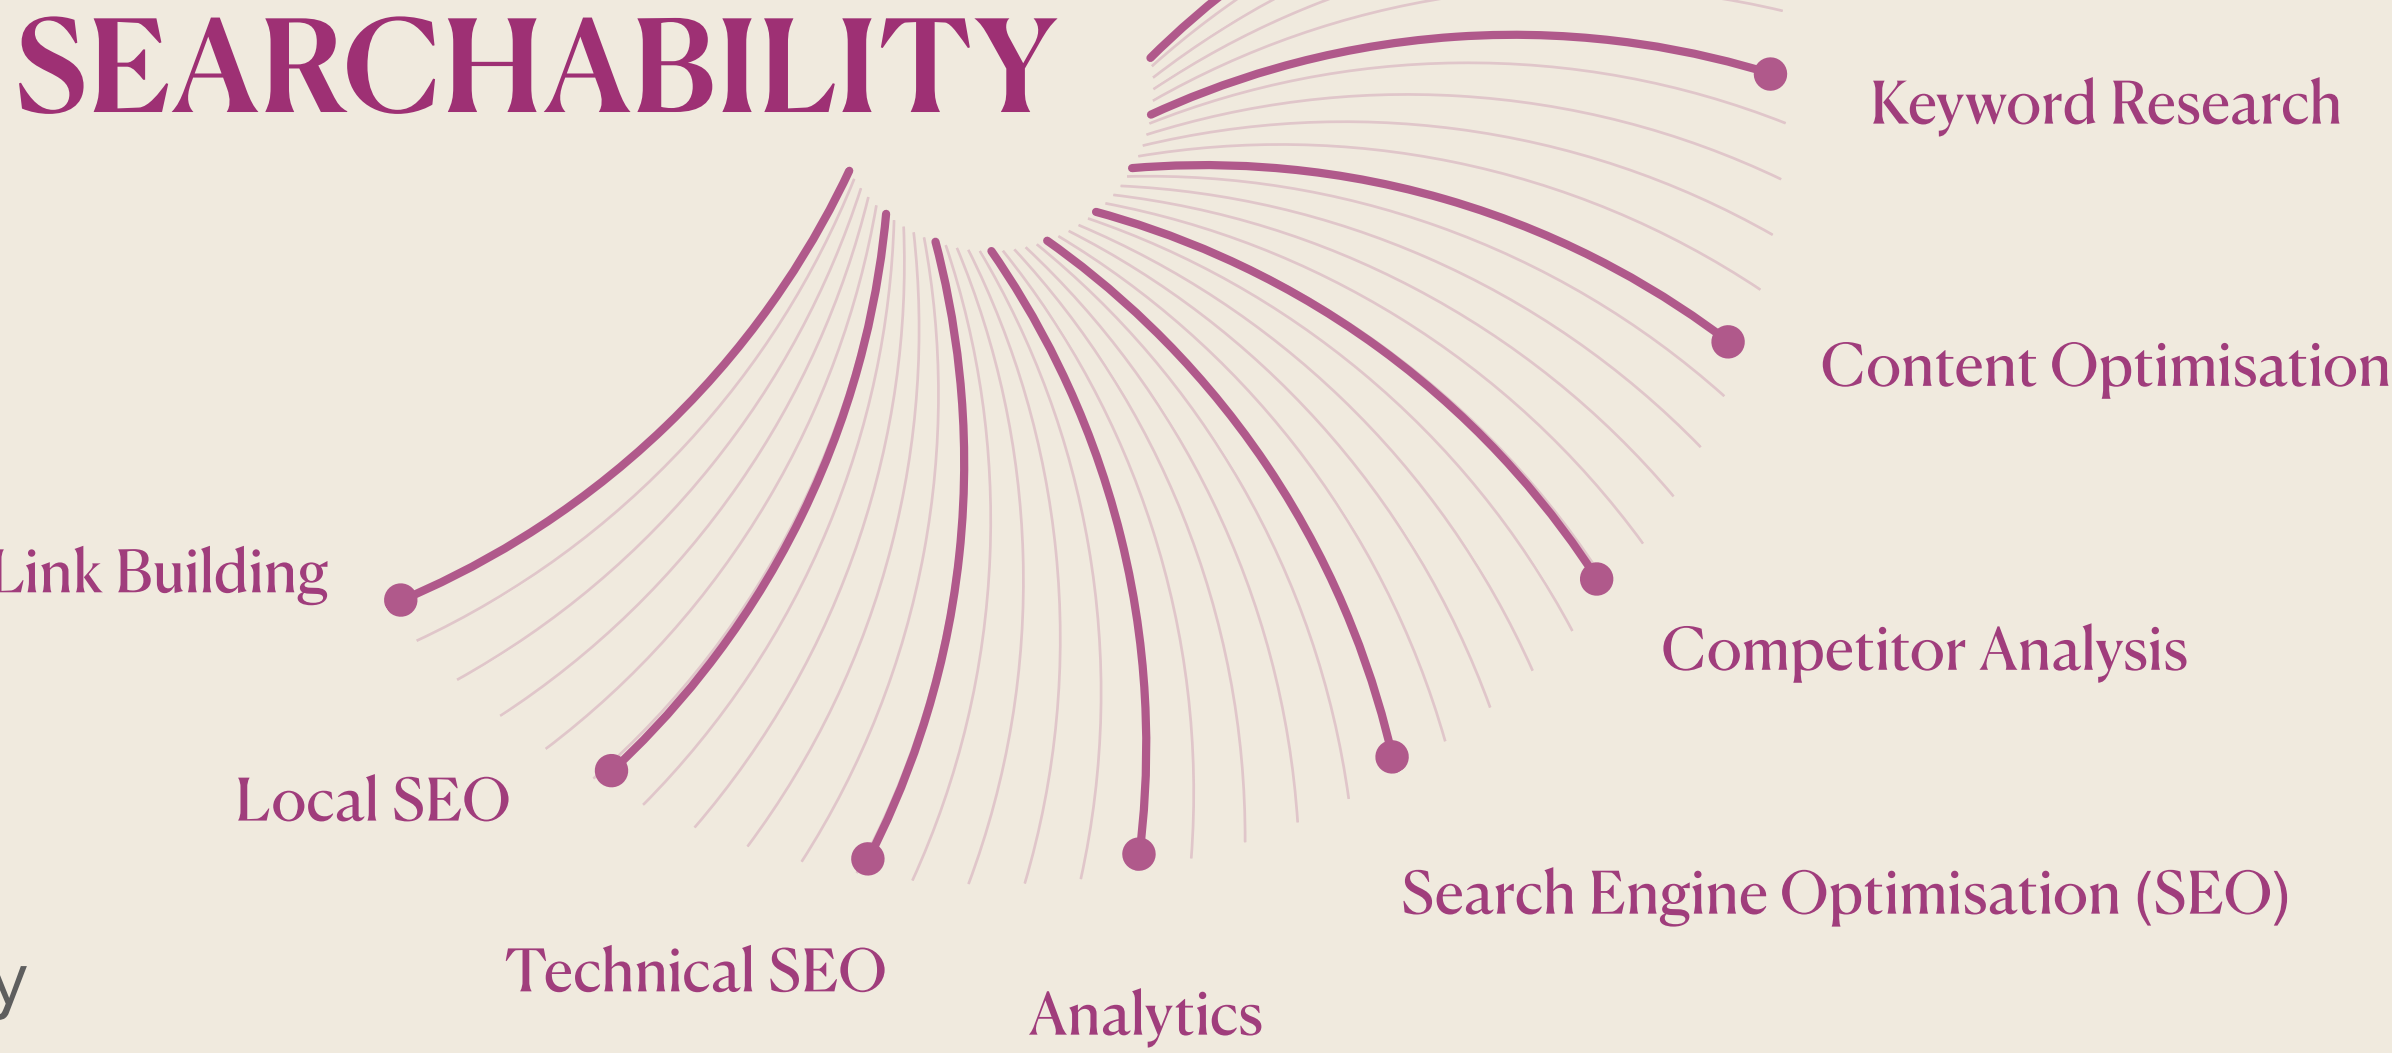 SEARCHABILITY
Keyword Research
Content Optimisation
Link Building
Competitor Analysis
Local SEO
Search Engine Optimisation (SEO)
Technical SEO
y
Analytics